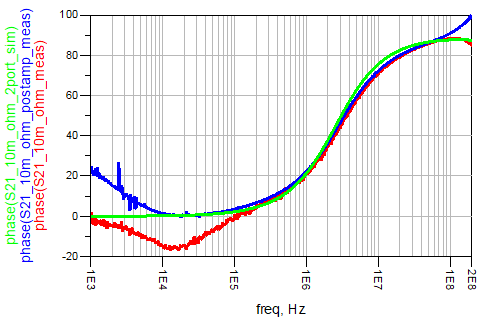 phase(S21_10m_ohm_2port_sim)
phase(S21_10m_ohm_postamp_meas)
phase(S21_10m_ohm_meas)
100
80
60
40
20
0
-20
1E3
1E4
1E5
1E6
1E7
1E8
2E8
freq, Hz